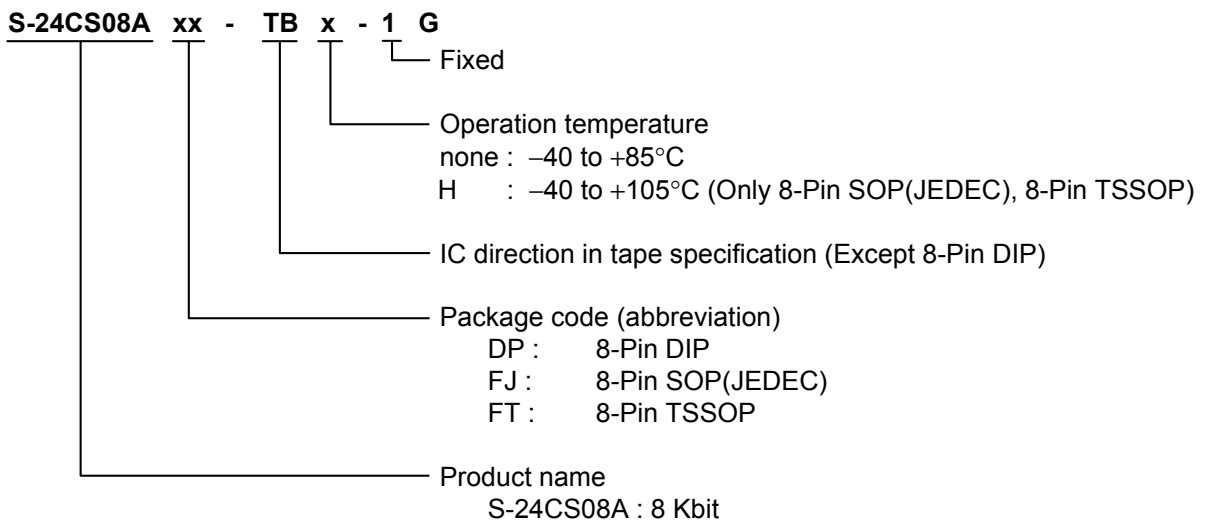 S-24CS08A xx - TB x - 1 G
Fixed
Operation temperature
none : −40 to +85°C
H : −40 to +105°C (Only 8-Pin SOP(JEDEC), 8-Pin TSSOP)
IC direction in tape specification (Except 8-Pin DIP)
Package code (abbreviation)
DP : 8-Pin DIP
FJ : 8-Pin SOP(JEDEC)
FT : 8-Pin TSSOP
Product name
S-24CS08A : 8 Kbit